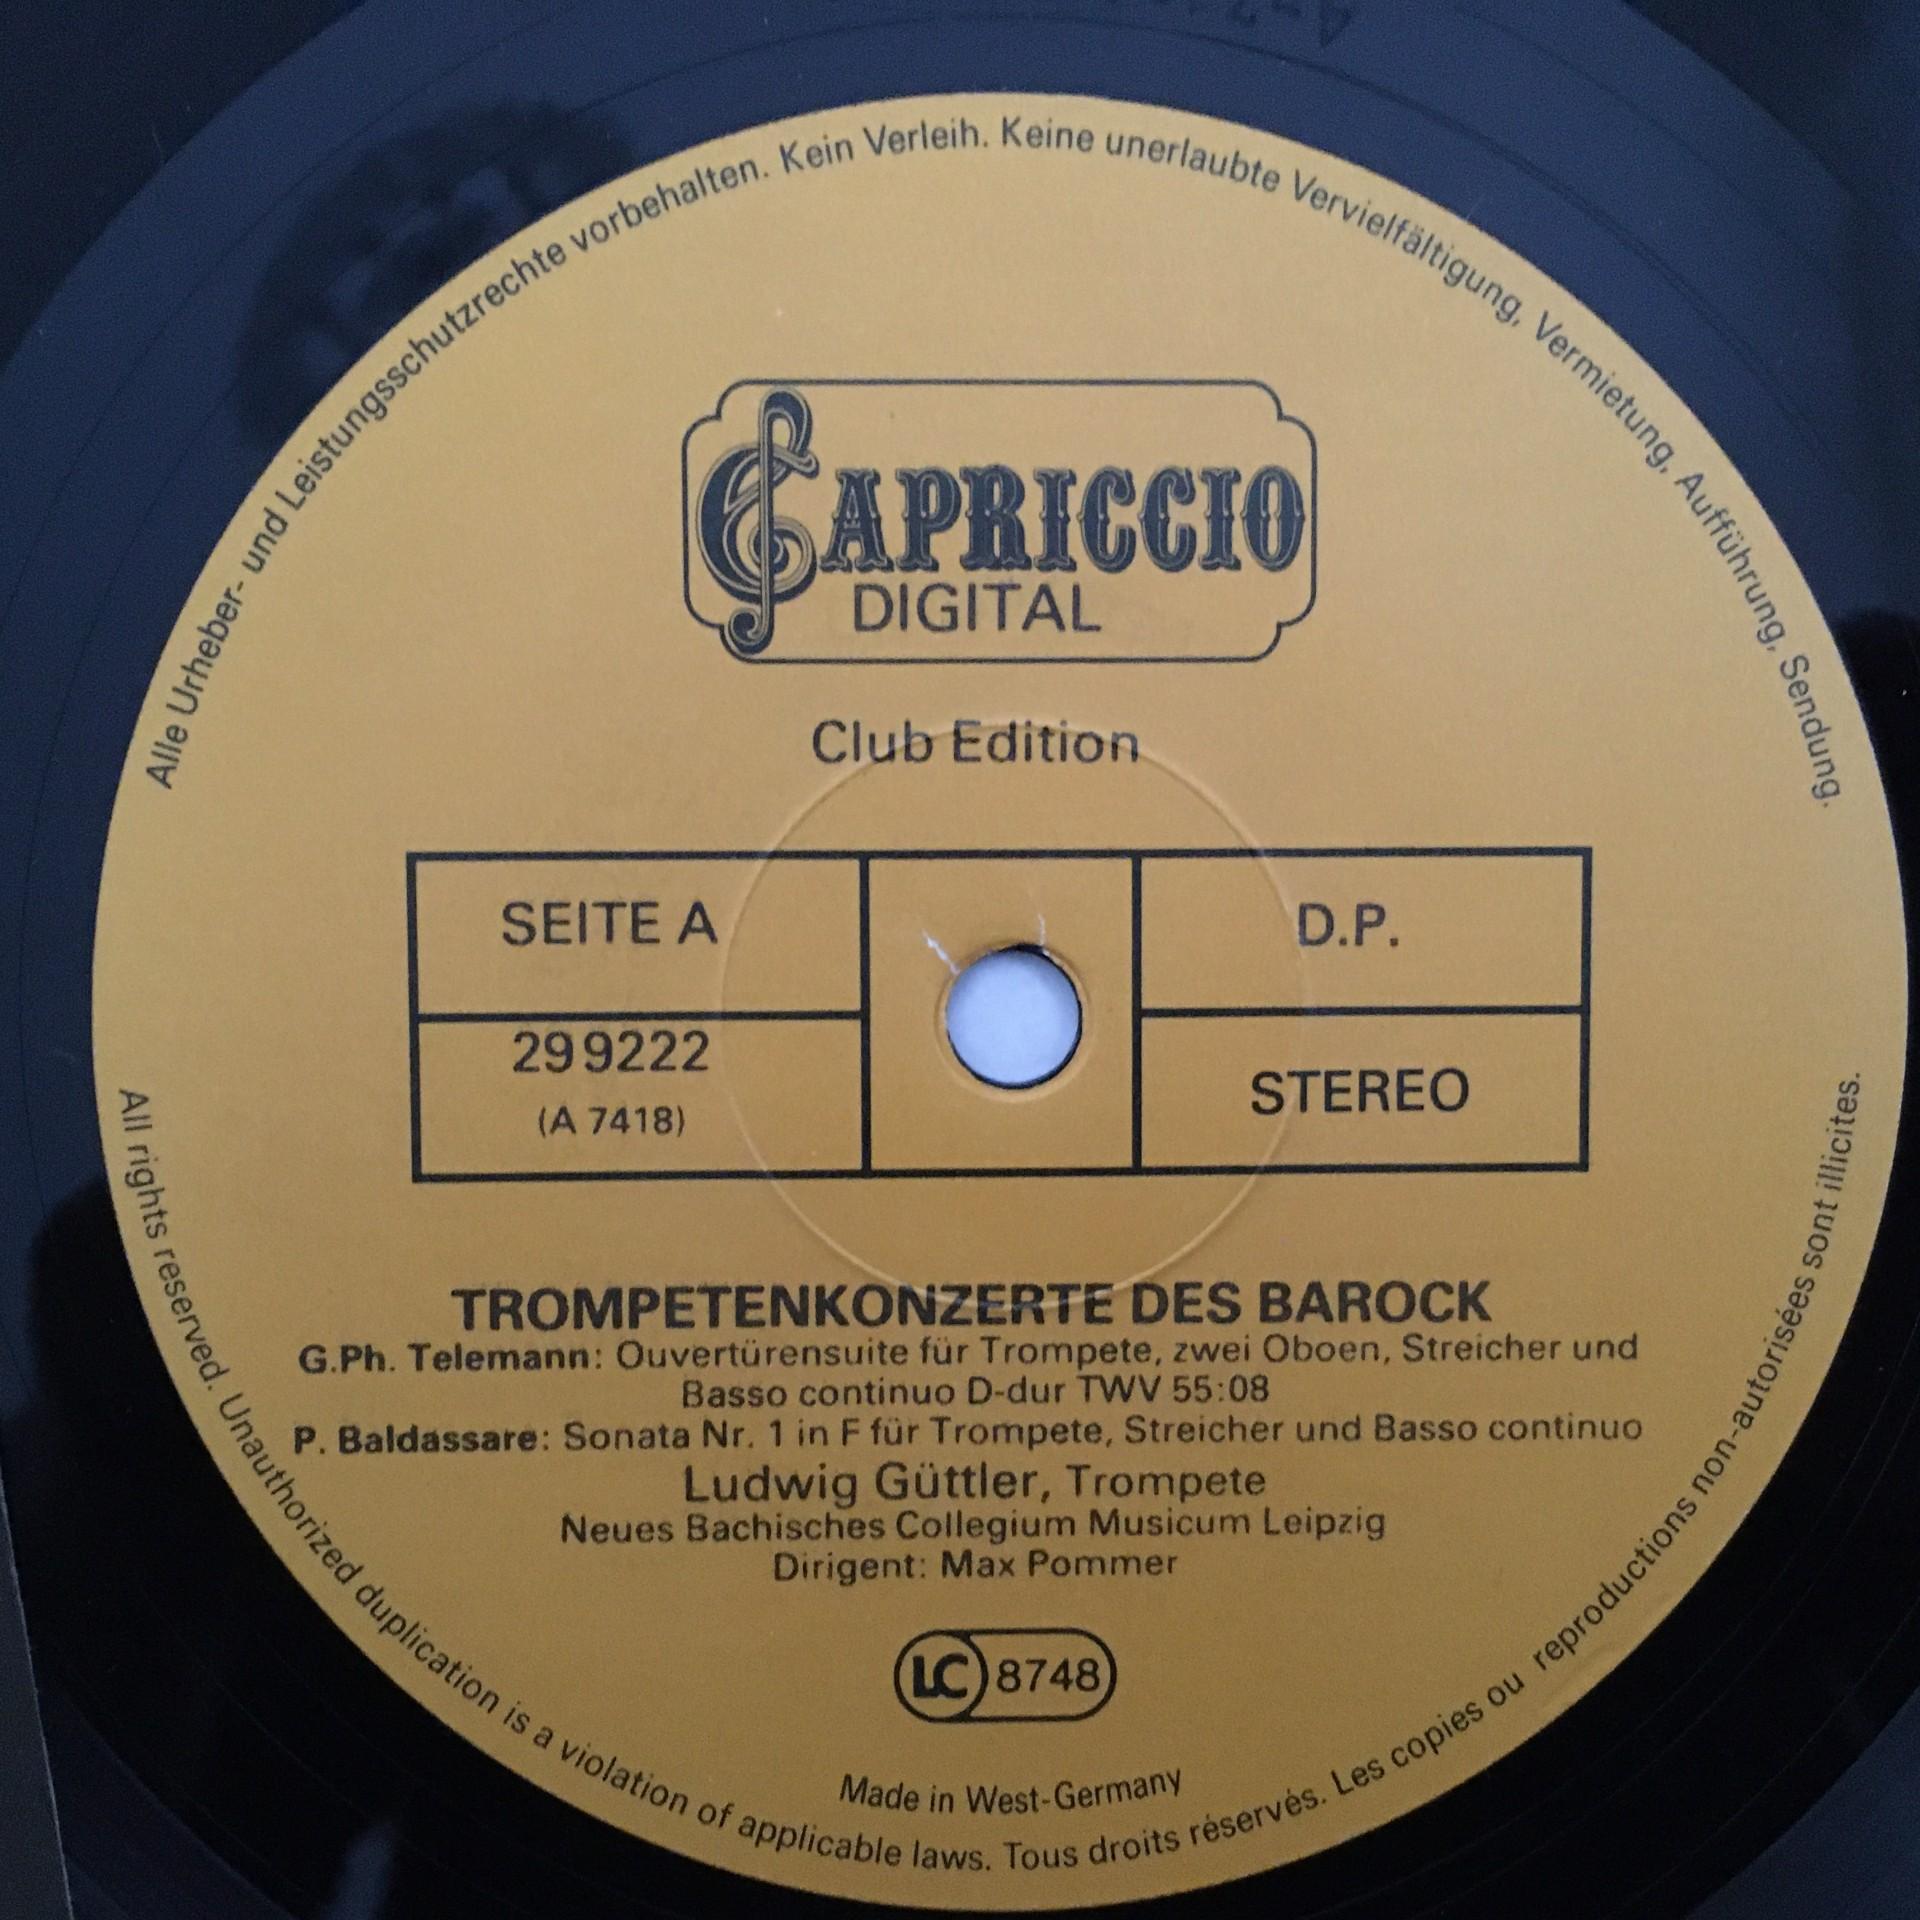 Alle Urheber- und Leistungsschutzrechte vorbehalten. Kein Verleih. Keine unerlaubte Vervielfältigung, Vermietung, Aufführung, Sendung.
CAPRICCIO
DIGITAL
Club Edition
SEITE A
D.P.
299222
(A 7418)
STEREO
TROMPETENKONZERTE DES BAROCK
G.Ph. Telemann: Ouvertürensuite für Trompete, zwei Oboen, Streicher und
Basso continuo D-dur TWV 55:08
P. Baldassare: Sonata Nr. 1 in F für Trompete, Streicher und Basso continuo
Ludwig Güttler, Trompete
Neues Bachisches Collegium Musicum Leipzig
Dirigent: Max Pommer
LC 8748
Made in West-Germany
All rights reserved. Unauthorized duplication is a violation of applicable laws. Tous droits réservés. Les copies ou reproductions non-autorisées sont illicites.